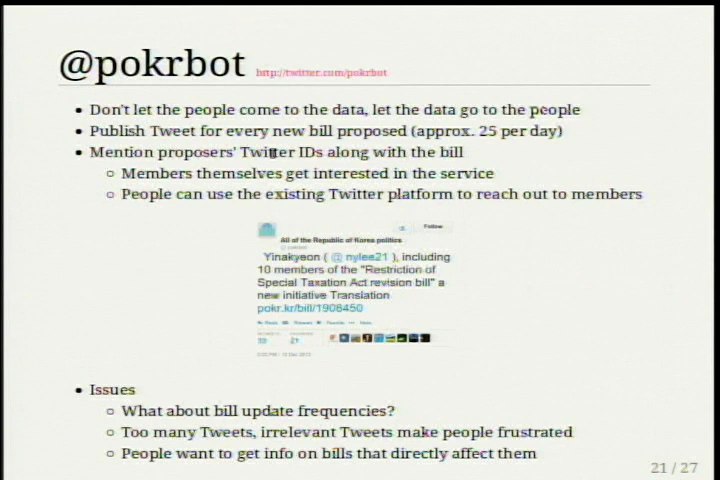 @pokrbot http://twitter.com/pokrbot
• Don't let the people come to the data, let the data go to the people
• Publish Tweet for every new bill proposed (approx. 25 per day)
• Mention proposers' Twitter IDs along with the bill
○ Members themselves get interested in the service
○ People can use the existing Twitter platform to reach out to members
Follow
All of the Republic of Korea politics
Yinakyeon ( @ nylee21 ), including
10 members of the "Restriction of
Special Taxation Act revision bill" a
new initiative Translation
pokr.kr/bill/1908450
21
• Issues
○ What about bill update frequencies?
○ Too many Tweets, irrelevant Tweets make people frustrated
○ People want to get info on bills that directly affect them
21 / 27